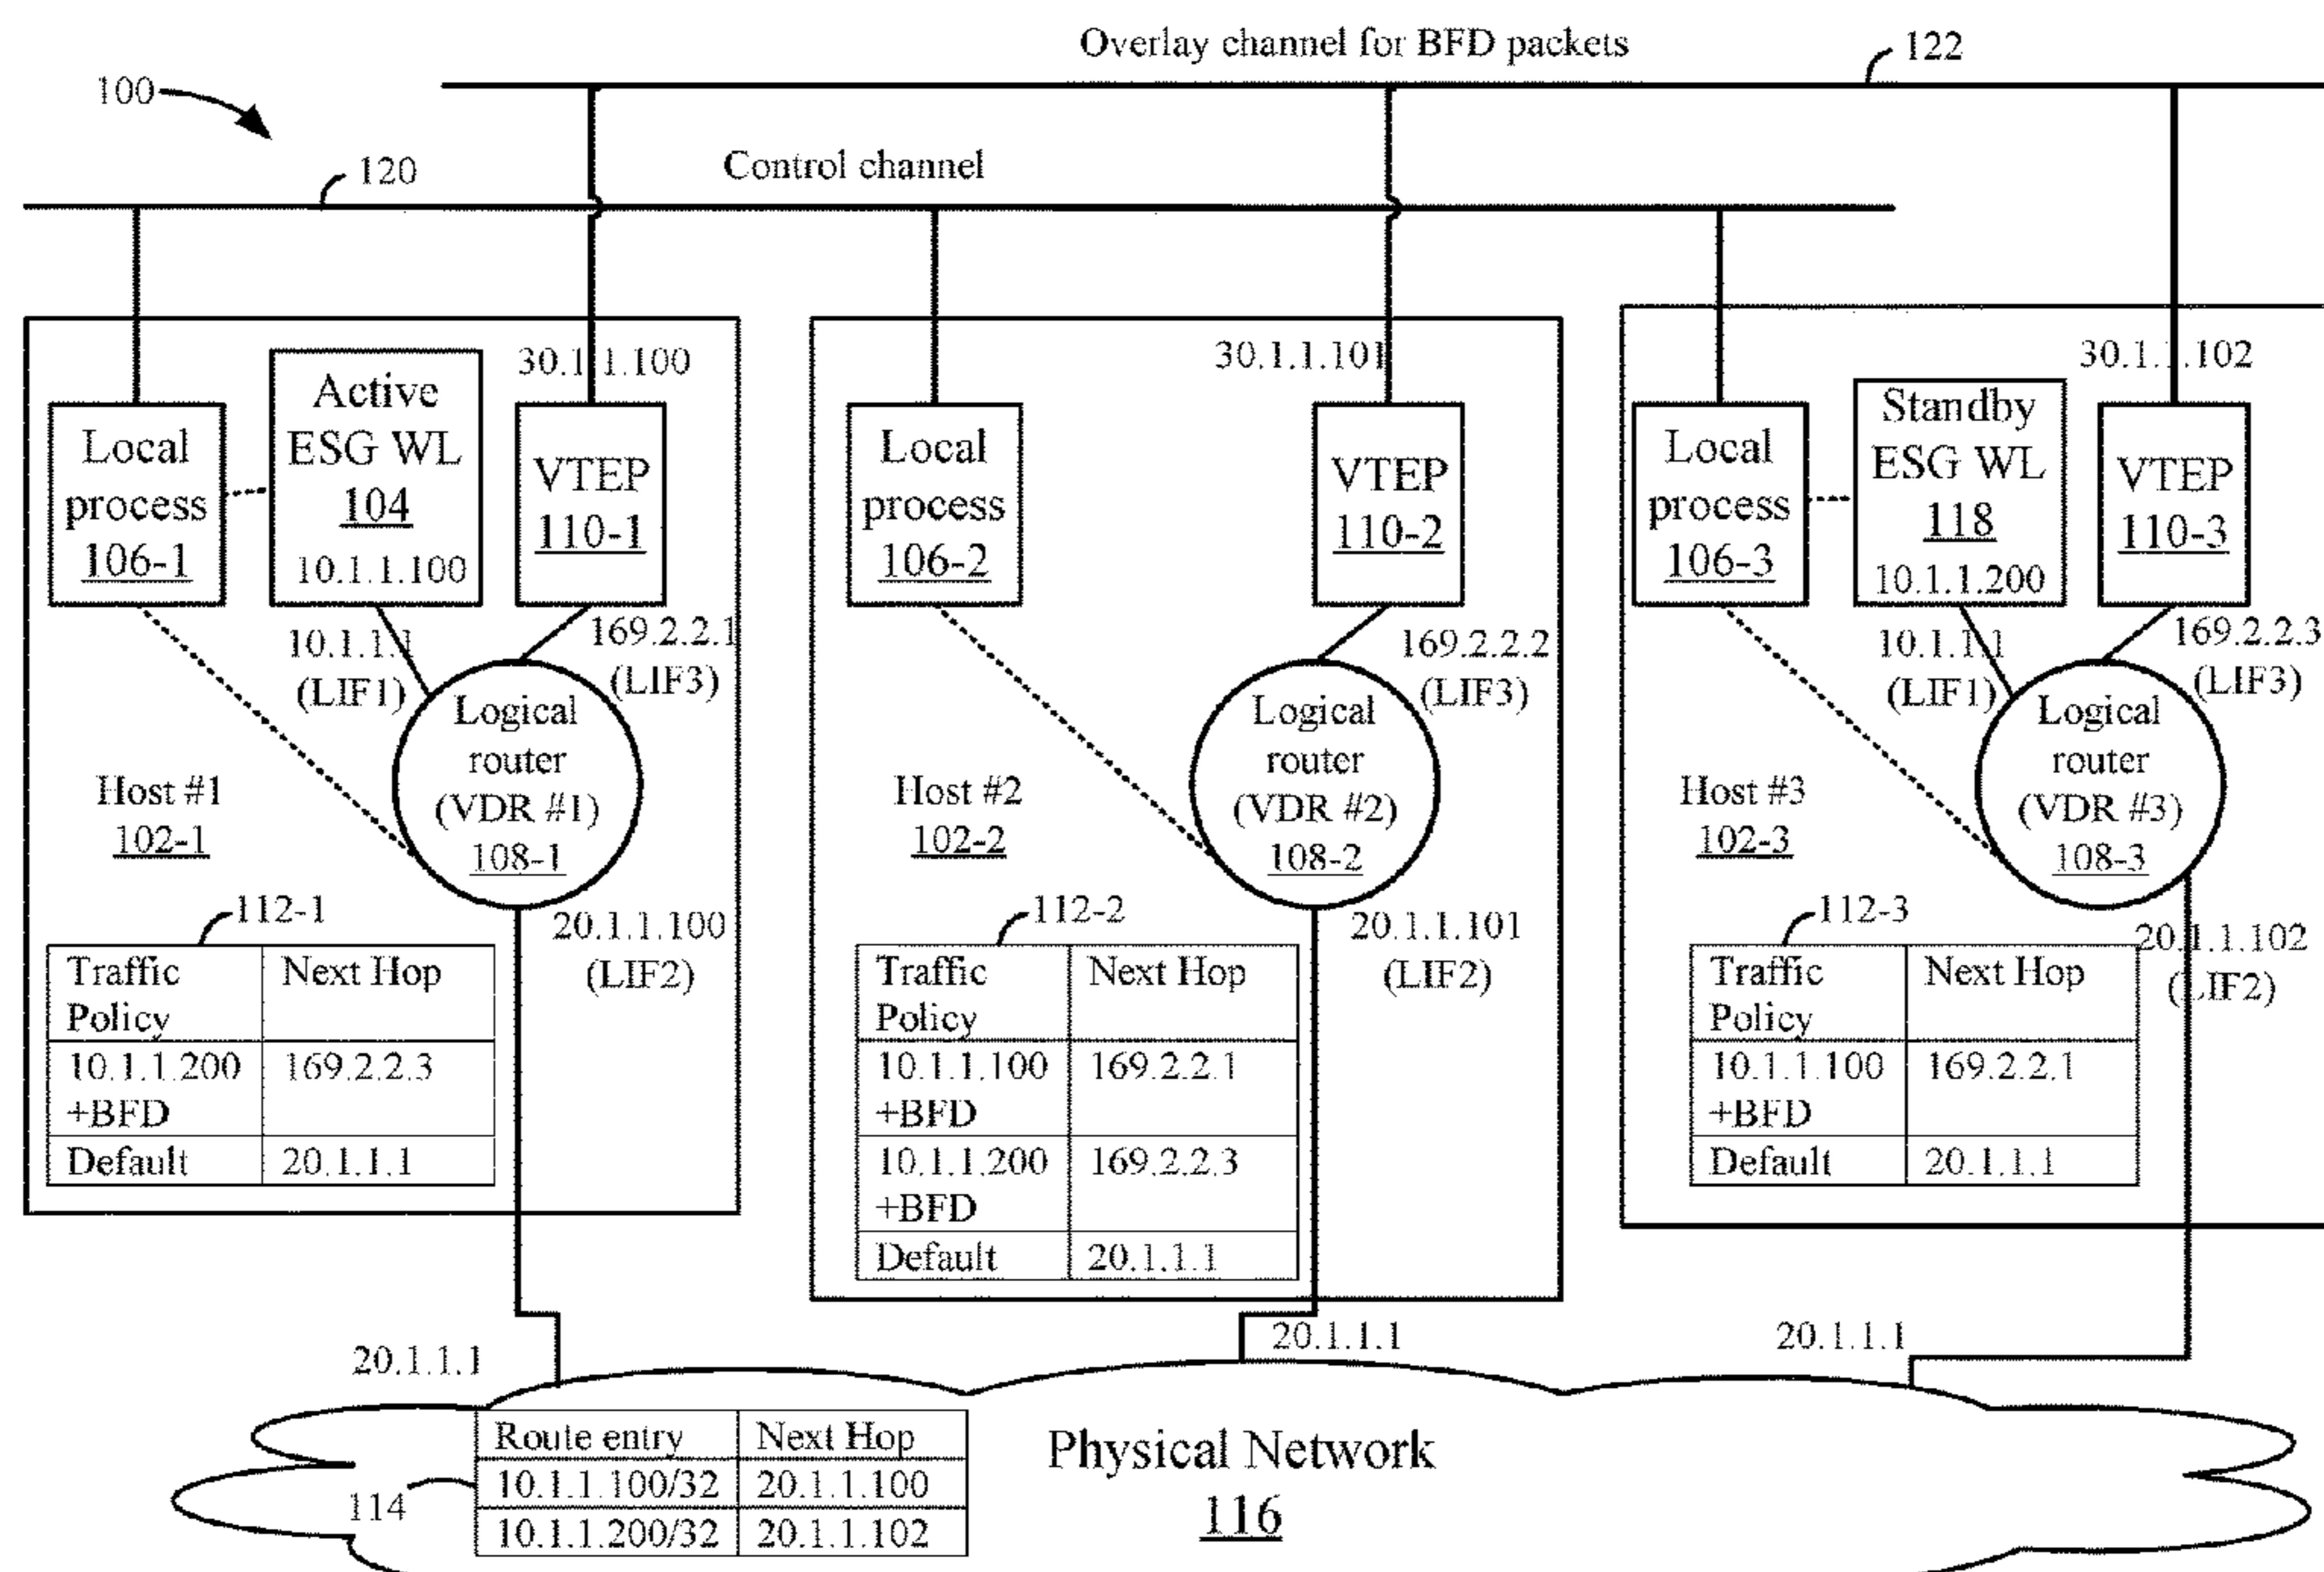 Overlay channel for BFD packets
122
100
120
Control channel
30.1.1.100
Active
ESG WL
104
10.1.1.100
Local
process
106-1
VTEP
110-1
10.1.1.1
(LIF1)
169.2.2.1
(LIF3)
Logical
router
(VDR #1)
108-1
Host #1
102-1
112-1
20.1.1.100
(LIF2)
Traffic Policy | Next Hop
10.1.1.200 +BFD | 169.2.2.3
Default | 20.1.1.1
30.1.1.101
Local
process
106-2
VTEP
110-2
169.2.2.2
(LIF3)
Logical
router
(VDR #2)
108-2
Host #2
102-2
112-2
20.1.1.101
(LIF2)
Traffic Policy | Next Hop
10.1.1.100 +BFD | 169.2.2.1
10.1.1.200 +BFD | 169.2.2.3
Default | 20.1.1.1
30.1.1.102
Local
process
106-3
Standby
ESG WL
118
10.1.1.200
VTEP
110-3
10.1.1.1
(LIF1)
169.2.2.3
(LIF3)
Logical
router
(VDR #3)
108-3
Host #3
102-3
112-3
20.1.1.102
(LIF2)
Traffic Policy | Next Hop
10.1.1.100 +BFD | 169.2.2.1
Default | 20.1.1.1
20.1.1.1
20.1.1.1
20.1.1.1
Route entry | Next Hop
10.1.1.100/32 | 20.1.1.100
10.1.1.200/32 | 20.1.1.102
114
Physical Network
116